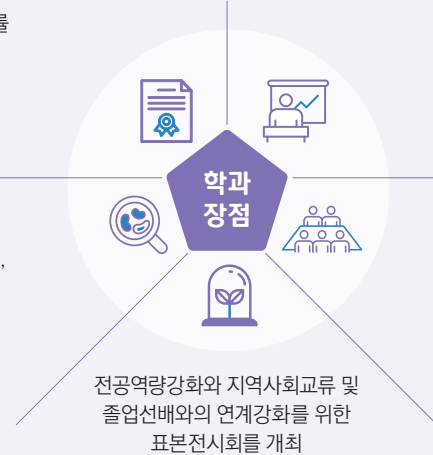 률
학과
장점
,
전공역량강화와 지역사회교류 및
졸업선배와의 연계강화를 위한
표본전시회를 개최